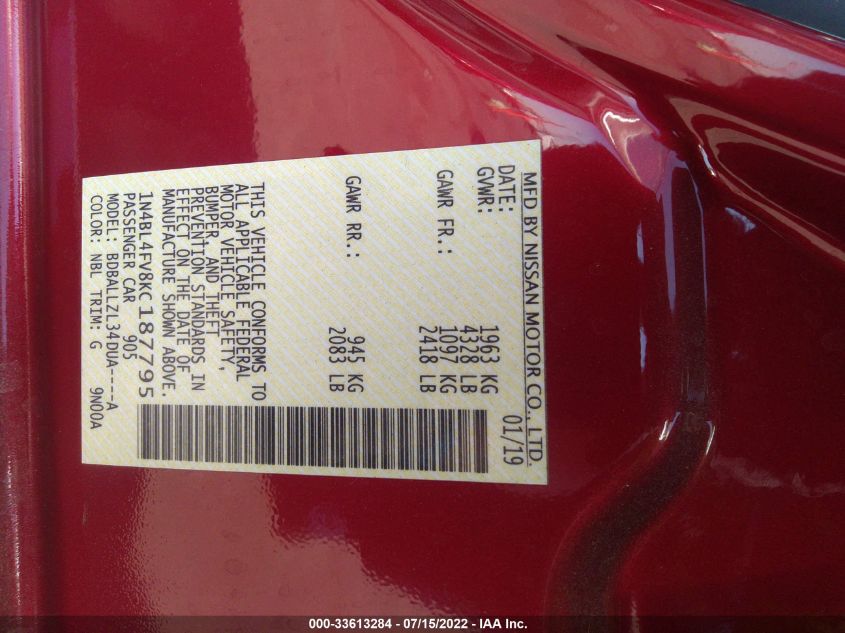 MFD BY NISSAN MOTOR CO., LTD.
DATE: 01/19
GVWR: 1963 KG
4328 LB
GAWR FR.: 1097 KG
2418 LB
GAWR RR.: 945 KG
2083 LB
THIS VEHICLE CONFORMS TO
ALL APPLICABLE FEDERAL
MOTOR VEHICLE SAFETY,
BUMPER, AND THEFT
PREVENTION STANDARDS IN
EFFECT ON THE DATE OF
MANUFACTURE SHOWN ABOVE.
1N4BL4FV8KC187795
PASSENGER CAR 905
MODEL: BDBALLZL34DUA----A
COLOR: NBL TRIM: G 9N00A
000-33613284 - 07/15/2022 - IAA Inc.